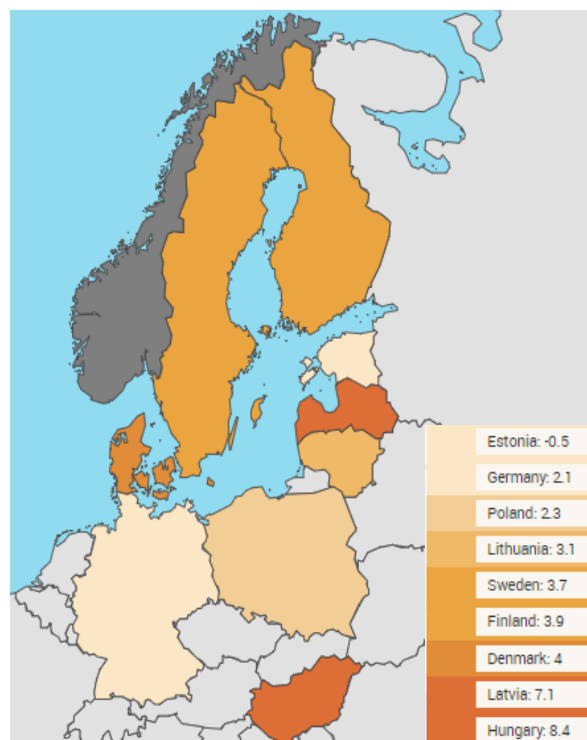 Estonia: -0.5
Germany: 2.1
Poland: 2.3
Lithuania: 3.1
Sweden: 3.7
Finland: 3.9
Denmark: 4
Latvia: 7.1
Hungary: 8.4